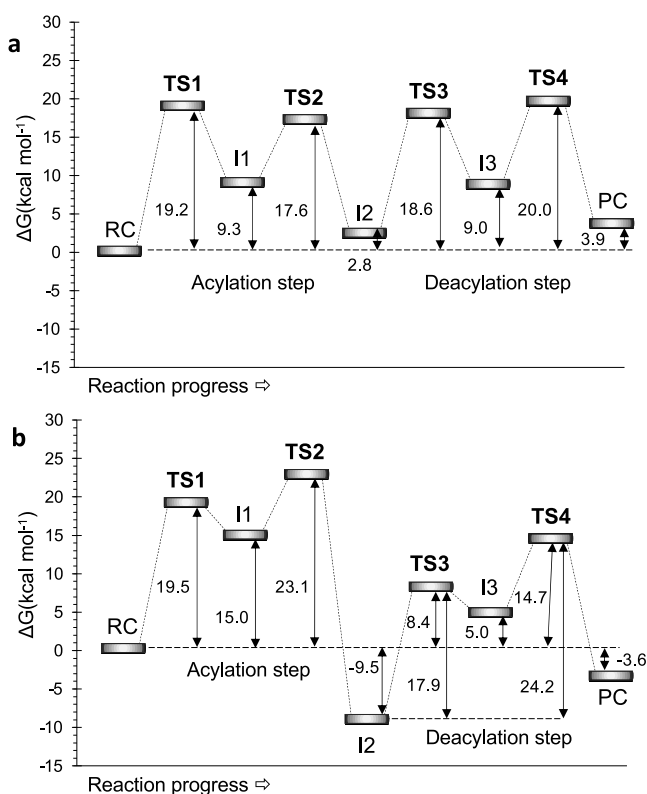 a
30
25
20
15
10
5
0
-5
-10
-15
ΔG(kcal mol⁻¹)
TS1
TS2
TS3
TS4
I1
I2
I3
RC
PC
19.2
9.3
17.6
2.8
18.6
9.0
20.0
3.9
Acylation step
Deacylation step
Reaction progress ⇨
b
30
25
20
15
10
5
0
-5
-10
-15
ΔG(kcal mol⁻¹)
TS1
TS2
I1
TS3
I3
TS4
RC
19.5
15.0
23.1
8.4
5.0
14.7
-9.5
17.9
24.2
-3.6
Acylation step
I2
PC
Deacylation step
Reaction progress ⇨